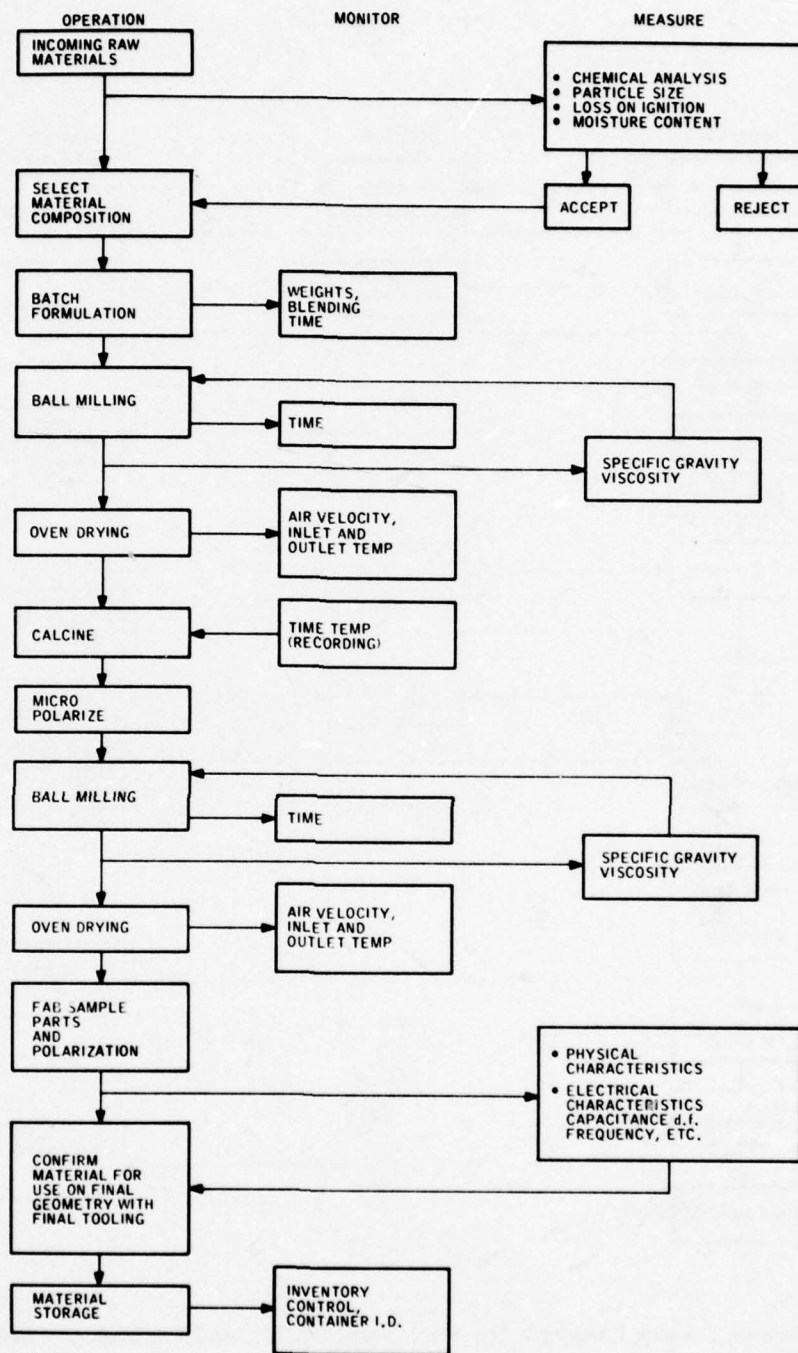 OPERATION
MONITOR
MEASURE
INCOMING RAW
MATERIALS
• CHEMICAL ANALYSIS
• PARTICLE SIZE
• LOSS ON IGNITION
• MOISTURE CONTENT
SELECT
MATERIAL
COMPOSITION
ACCEPT
REJECT
BATCH
FORMULATION
WEIGHTS,
BLENDING
TIME
BALL MILLING
TIME
SPECIFIC GRAVITY
VISCOSITY
OVEN DRYING
AIR VELOCITY,
INLET AND
OUTLET TEMP
CALCINE
TIME TEMP
(RECORDING)
MICRO
POLARIZE
BALL MILLING
TIME
SPECIFIC GRAVITY
VISCOSITY
OVEN DRYING
AIR VELOCITY,
INLET AND
OUTLET TEMP
FAB SAMPLE
PARTS
AND
POLARIZATION
• PHYSICAL
CHARACTERISTICS
• ELECTRICAL
CHARACTERISTICS
CAPACITANCE d.f.
FREQUENCY, ETC.
CONFIRM
MATERIAL FOR
USE ON FINAL
GEOMETRY WITH
FINAL TOOLING
MATERIAL
STORAGE
INVENTORY
CONTROL,
CONTAINER I.D.